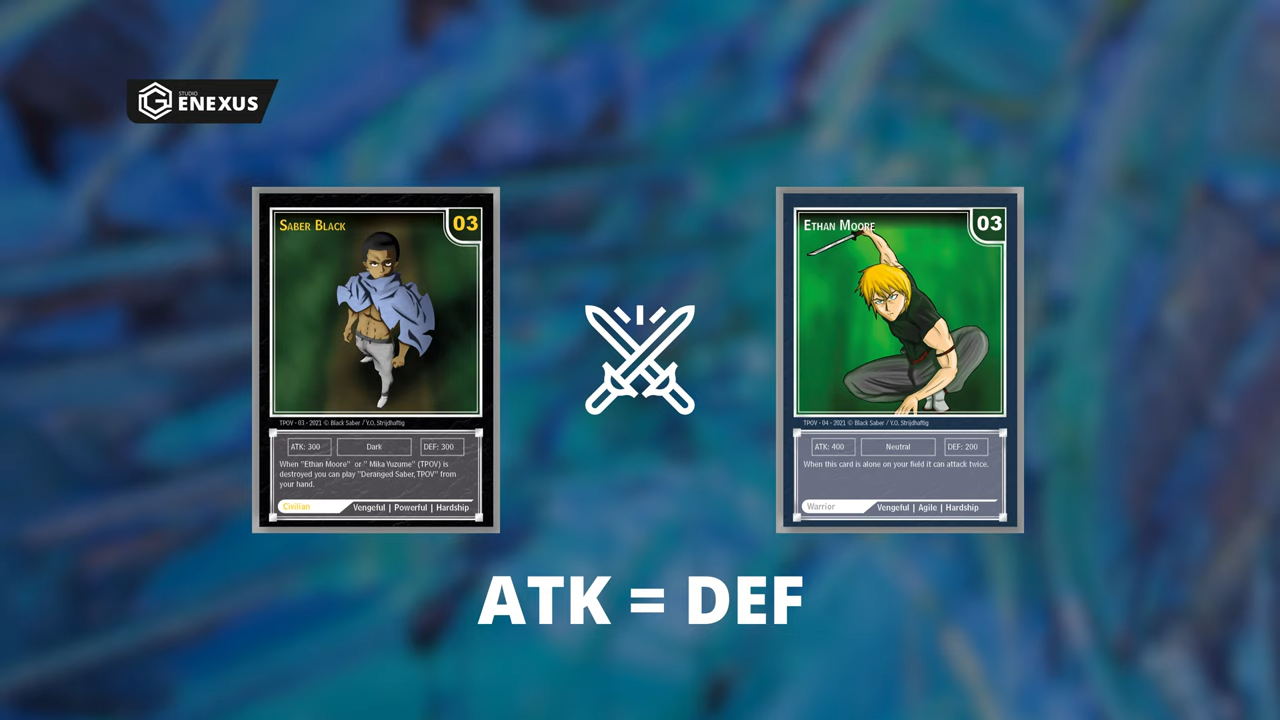 STUDIO
ENEXUS
SABER BLACK
03
TPOV - 03 - 2021 © Black Saber / Y.O. Strijdhaftig
ATK: 300
Dark
DEF: 300
When "Ethan Moore" or " Mika Yuzume" (TPOV) is
destroyed you can play "Deranged Saber, TPOV" from
your hand.
Civilian
Vengeful | Powerful | Hardship
ETHAN MOORE
03
TPOV - 04 - 2021 © Black Saber / Y.O. Strijdhaftig
ATK: 400
Neutral
DEF: 200
When this card is alone on your field it can attack twice.
Warrior
Vengeful | Agile | Hardship
ATK = DEF